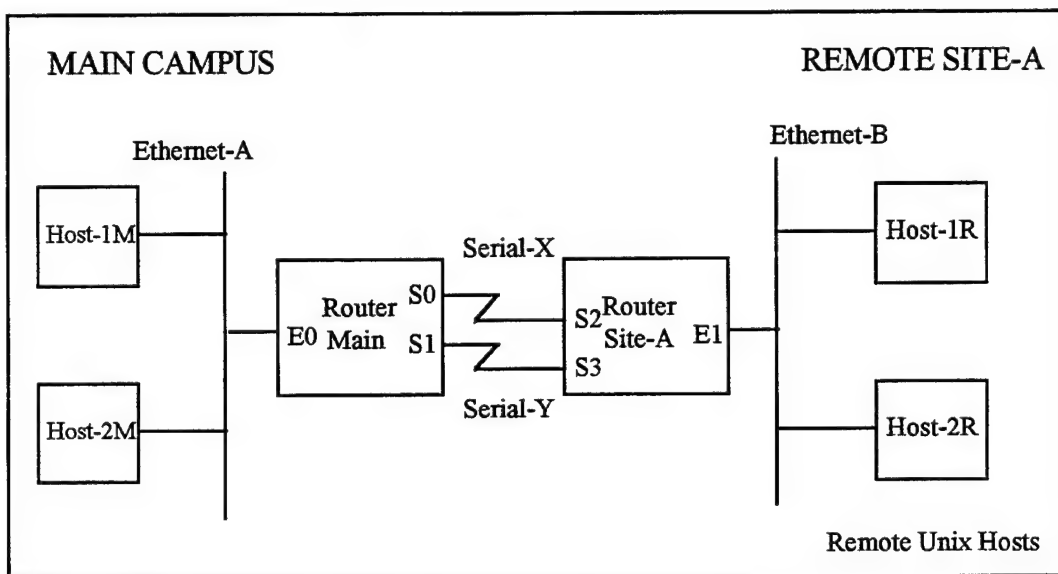 MAIN CAMPUS
REMOTE SITE-A
Ethernet-A
Ethernet-B
Host-1M
Host-1R
Serial-X
Router
Main
E0
S0
S1
S2
S3
Router
Site-A
E1
Serial-Y
Host-2M
Host-2R
Remote Unix Hosts